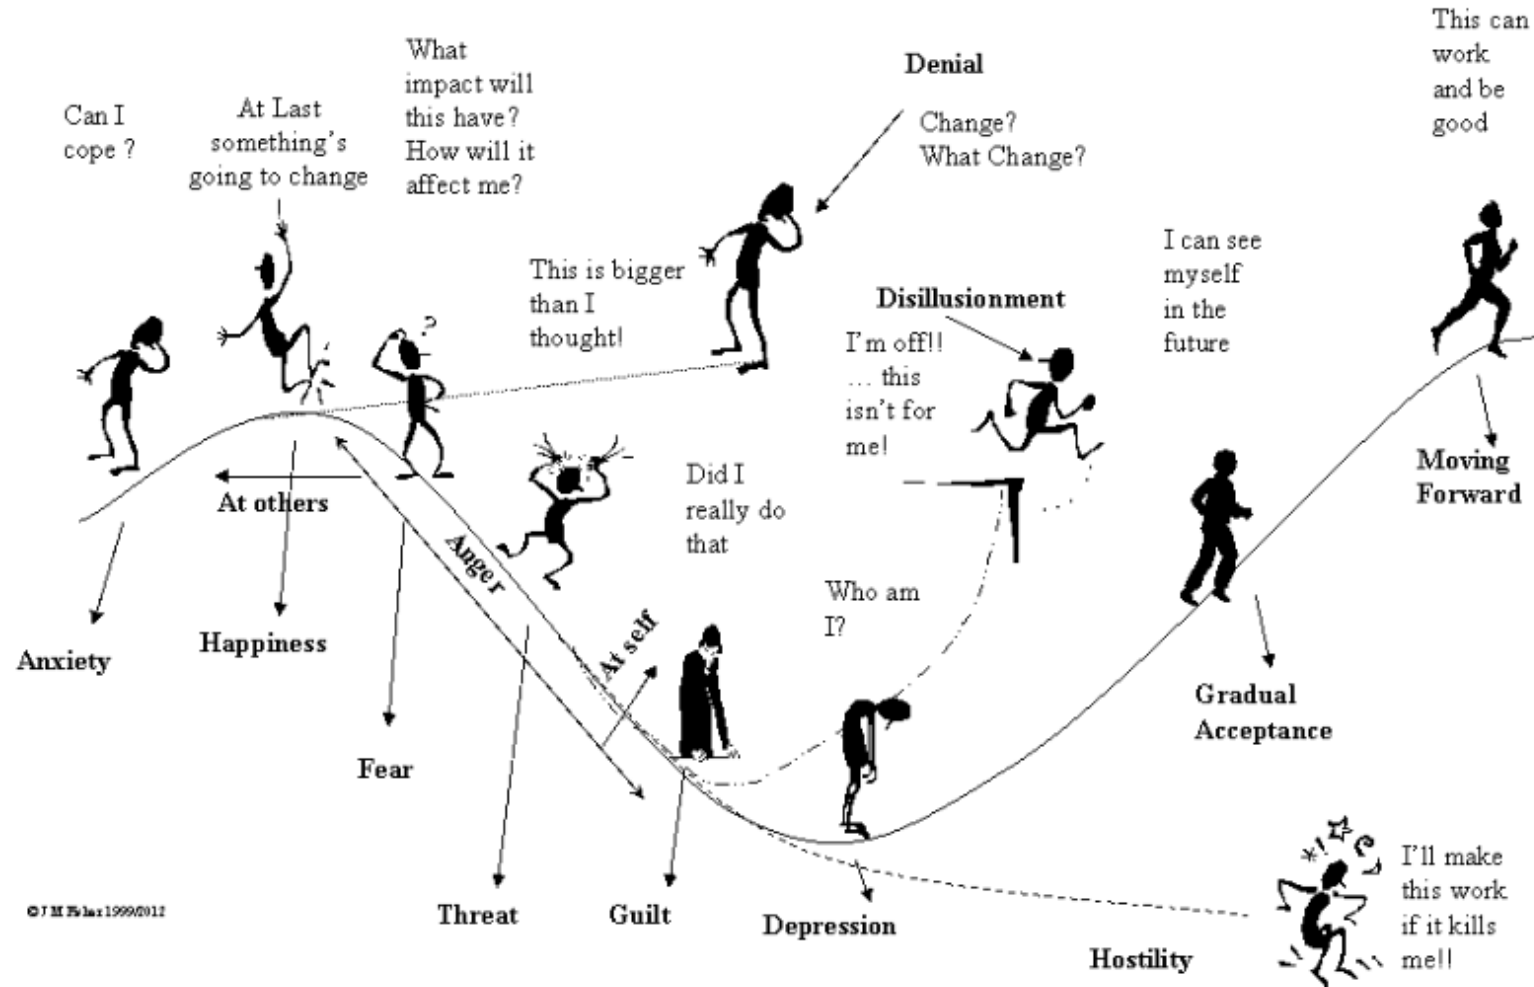 Can I
cope ?
At Last
something's
going to change
What
impact will
this have?
How will it
affect me?
Denial
Change?
What Change?
This can
work
and be
good
This is bigger
than I
thought!
Disillusionment
I'm off!!
... this
isn't for
me!
I can see
myself
in the
future
?
At others
Anger
At self
Did I
really do
that
Who am
I?
Moving
Forward
Anxiety
Happiness
Fear
Threat
Guilt
Depression
Gradual
Acceptance
Hostility
I'll make
this work
if it kills
me!!
© J M Fisher 1999/2012